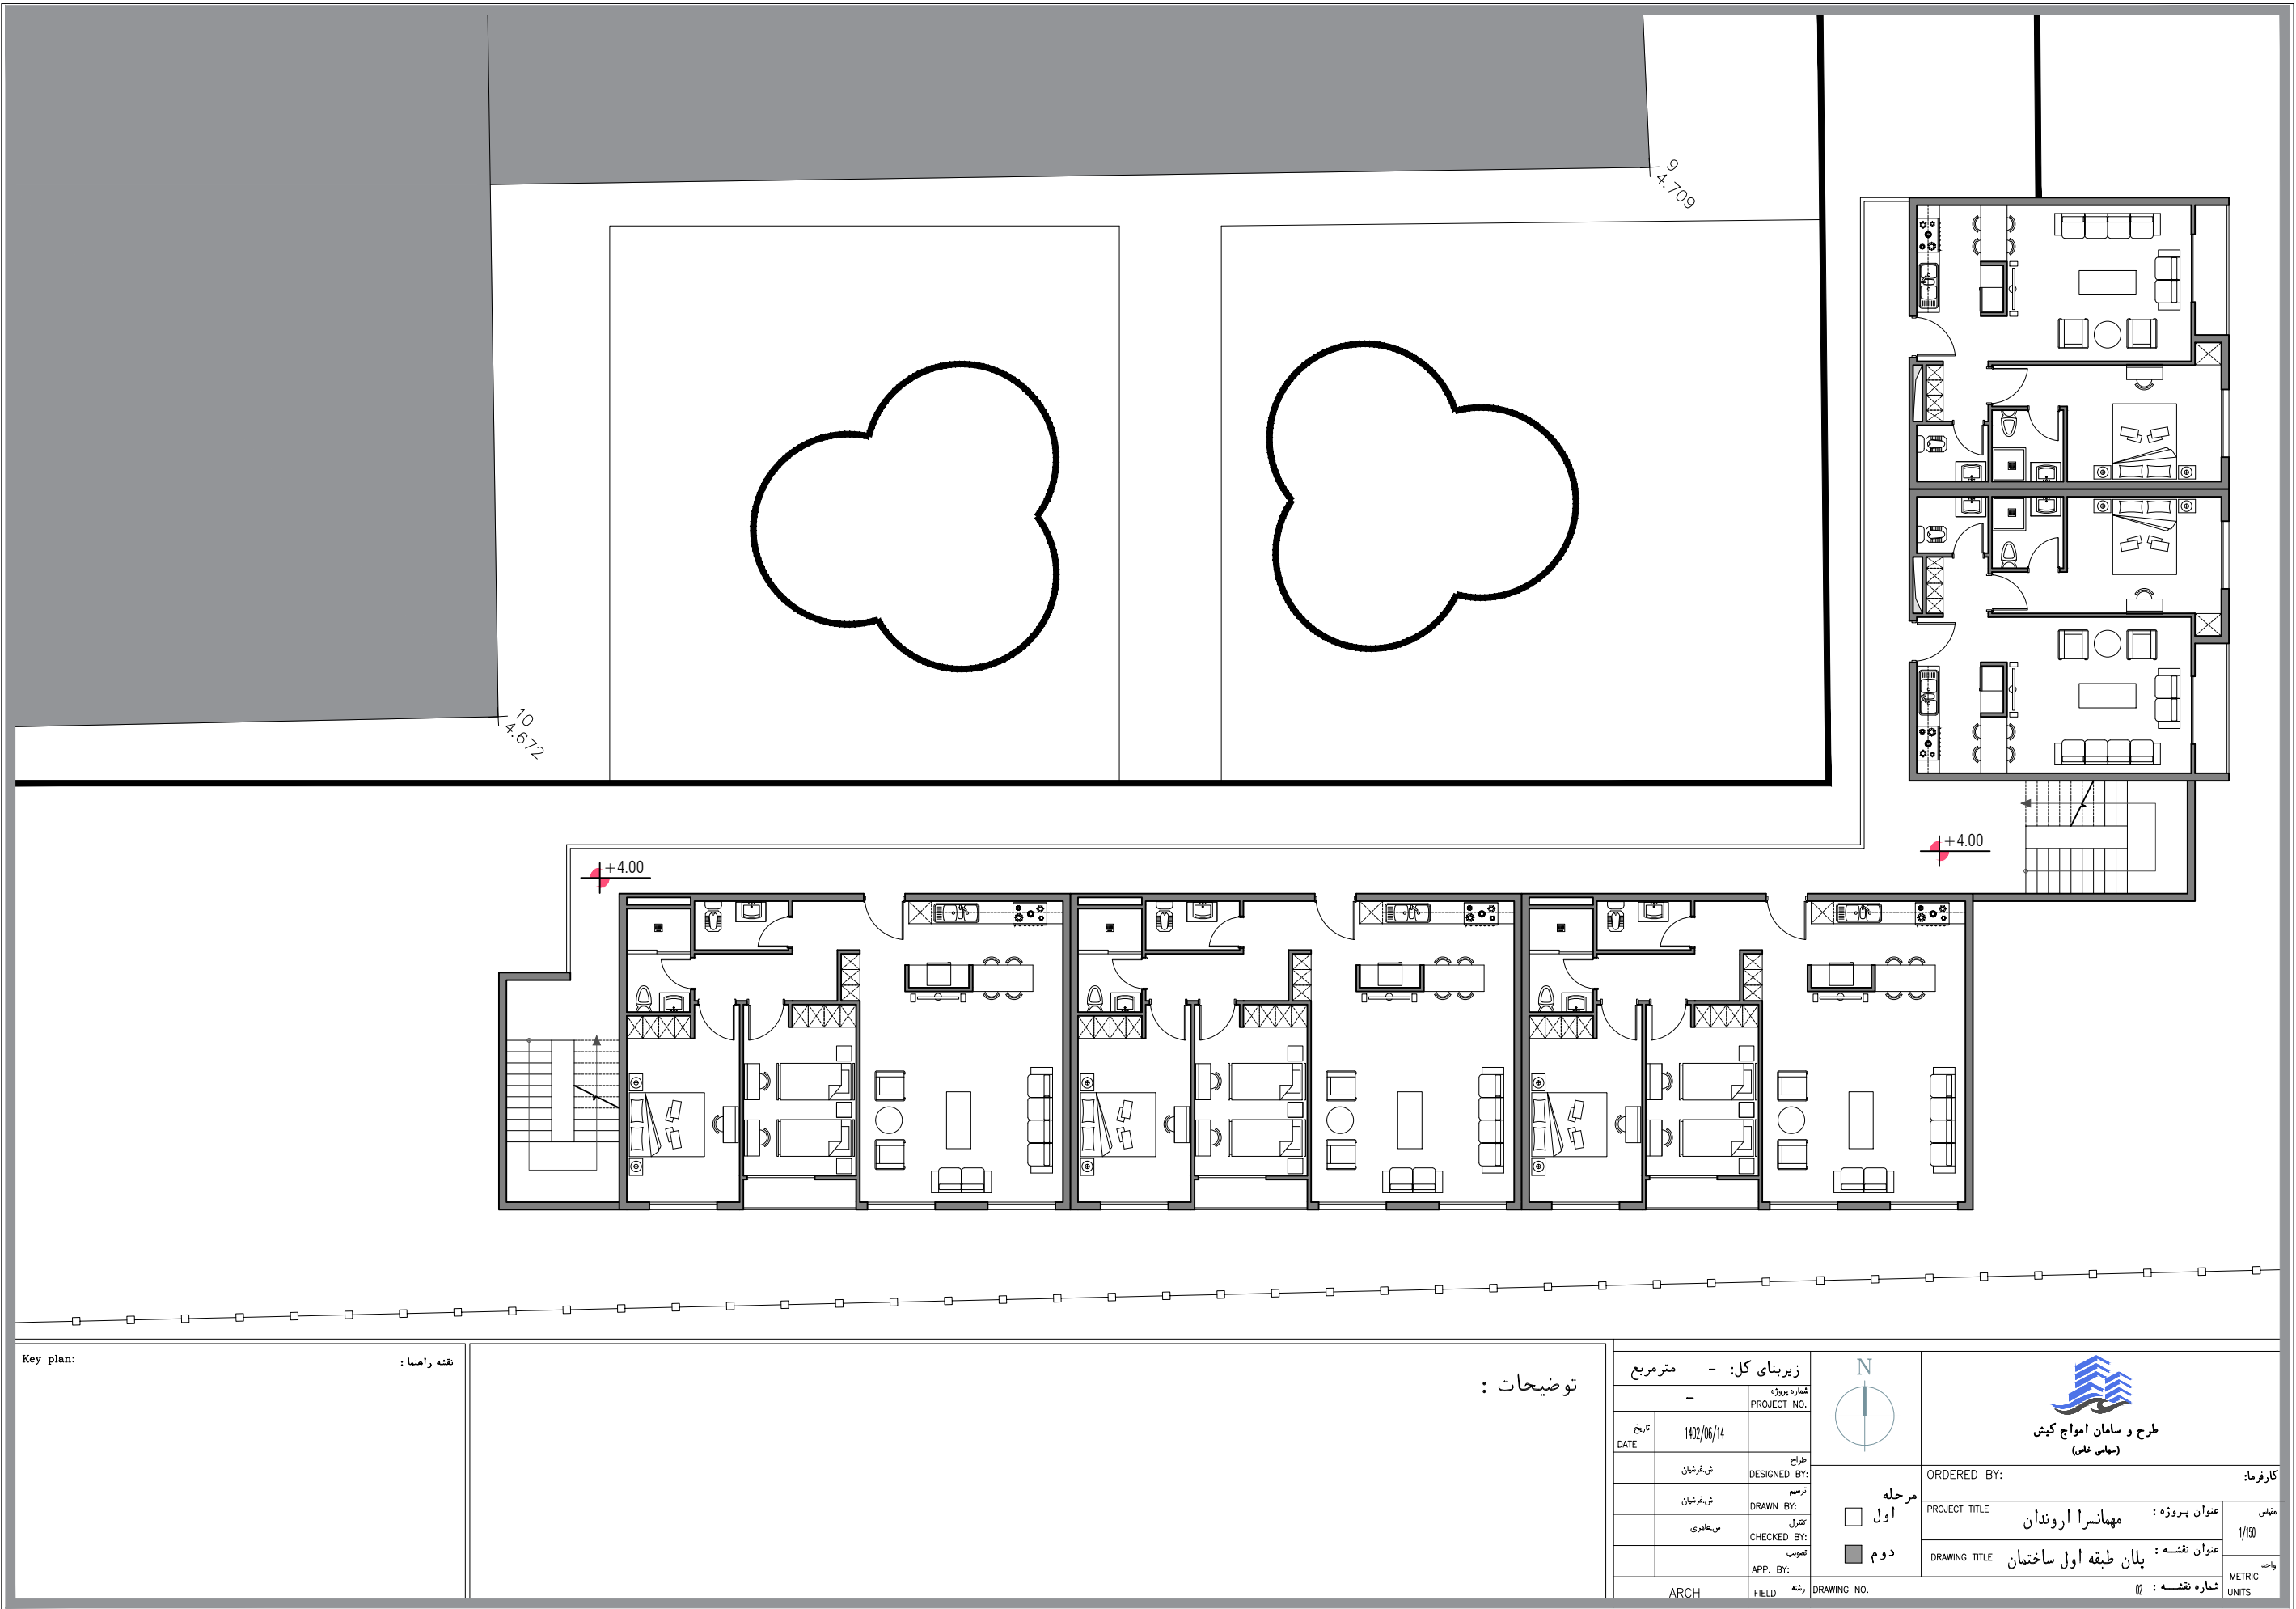 9
4.709
10
4.672
+4.00
+4.00
Key plan:
نقشه راهنما :
توضیحات :
زیربنای کل: - مترمربع
شماره پروژه
PROJECT NO.
-
تاریخ
DATE
1402/06/14
طراح
DESIGNED BY:
ش.فرشیان
ترسیم
DRAWN BY:
ش.فرشیان
کنترل
CHECKED BY:
س.عامری
تصویب
APP. BY:
ARCH
رشته
FIELD
N
مرحله
اول
دوم
طرح و سامان امواج کیش
(سهامی خاص)
ORDERED BY:
کارفرما:
PROJECT TITLE
عنوان پروژه :
مهمانسرا اروندان
DRAWING TITLE
عنوان نقشه :
پلان طبقه اول ساختمان
DRAWING NO.
شماره نقشه :
02
مقیاس
1/150
واحد
METRIC
UNITS